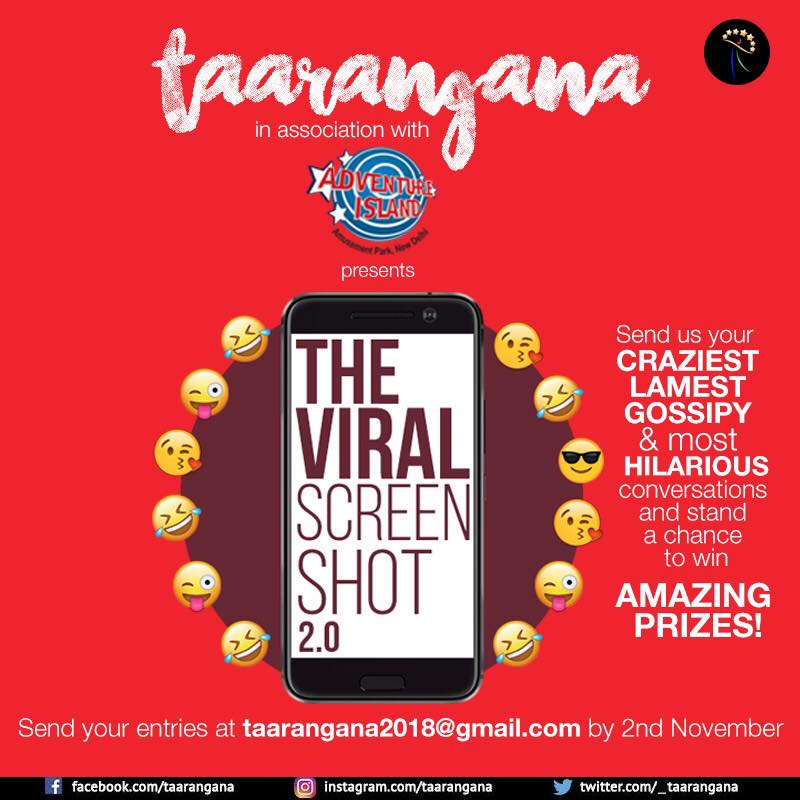 taarangana
in association with
ADVENTURE
ISLAND
Amusement Park, New Delhi
presents
THE
VIRAL
SCREEN
SHOT
2.0
Send us your
CRAZIEST
LAMEST
GOSSIPY
& most
HILARIOUS
conversations
and stand
a chance
to win
AMAZING
PRIZES!
Send your entries at taarangana2018@gmail.com by 2nd November
facebook.com/taarangana instagram.com/taarangana twitter.com/_taarangana